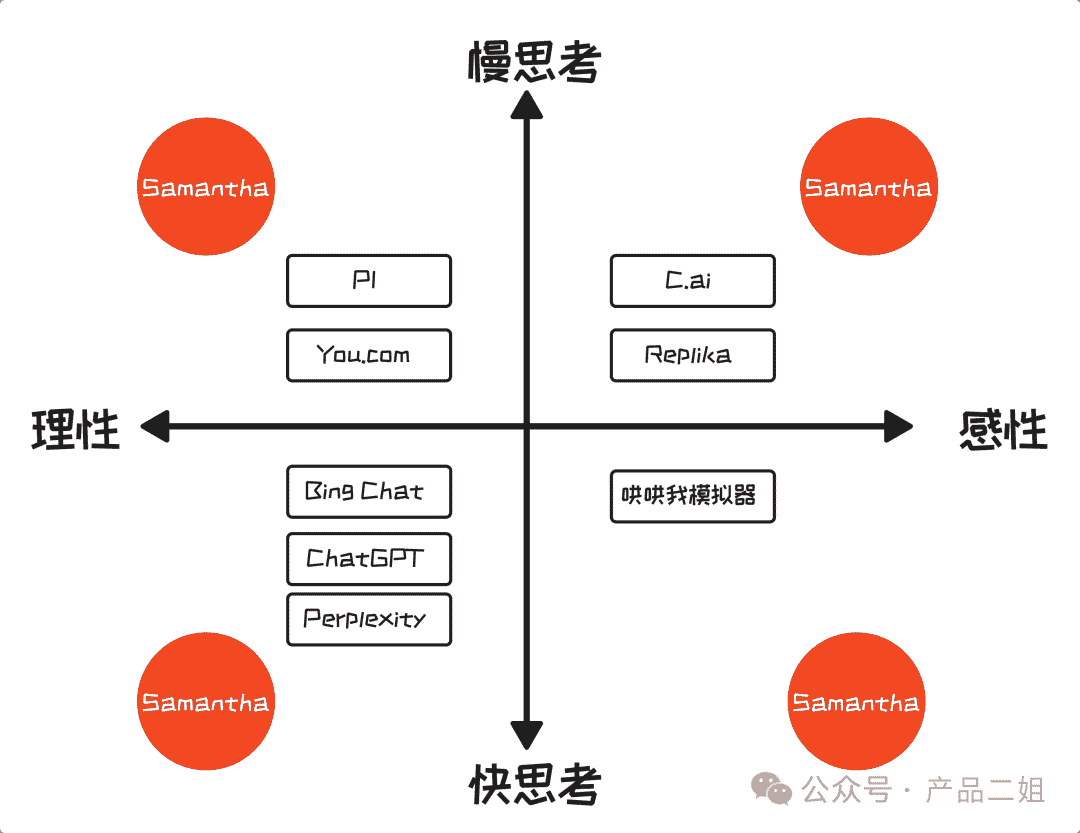 慢思考
Samantha
Samantha
PI
C.ai
You.com
Replika
理性
感性
Bing Chat
哄哄我模拟器
ChatGPT
Perplexity
Samantha
Samantha
快思考
公众号 · 产品二姐